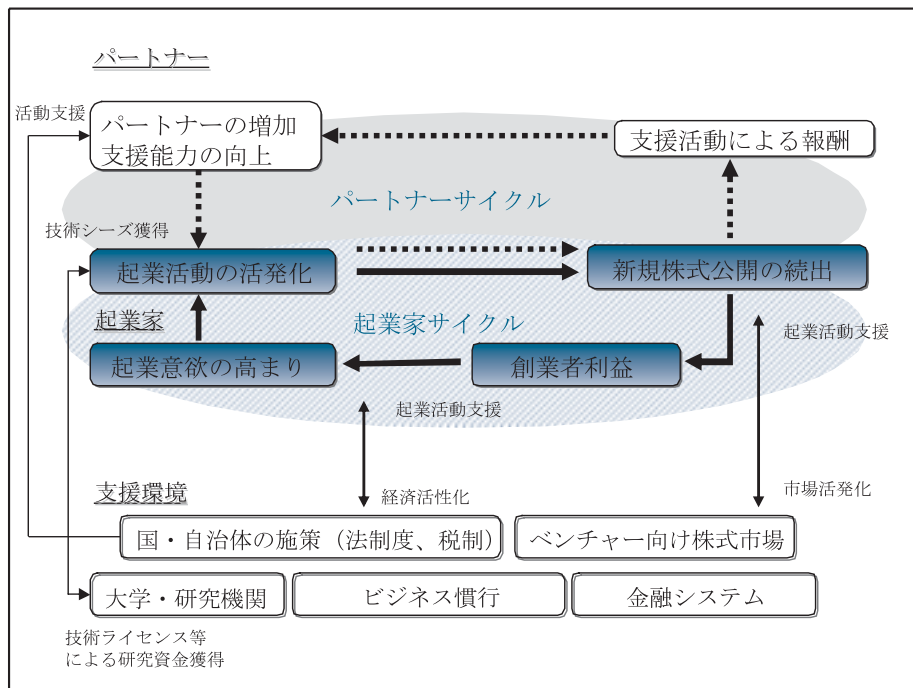 パートナー
活動支援
パートナーの増加
支援能力の向上
支援活動による報酬
パートナーサイクル
技術シーズ獲得
起業活動の活発化
新規株式公開の続出
起業家
起業家サイクル
起業活動支援
起業意欲の高まり
創業者利益
起業活動支援
支援環境
経済活性化
市場活発化
国・自治体の施策（法制度、税制）
ベンチャー向け株式市場
大学・研究機関
ビジネス慣行
金融システム
技術ライセンス等
による研究資金獲得